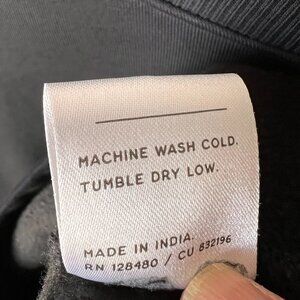 MACHINE WASH COLD.
TUMBLE DRY LOW.
MADE IN INDIA.
RN 128480 / CU 832196